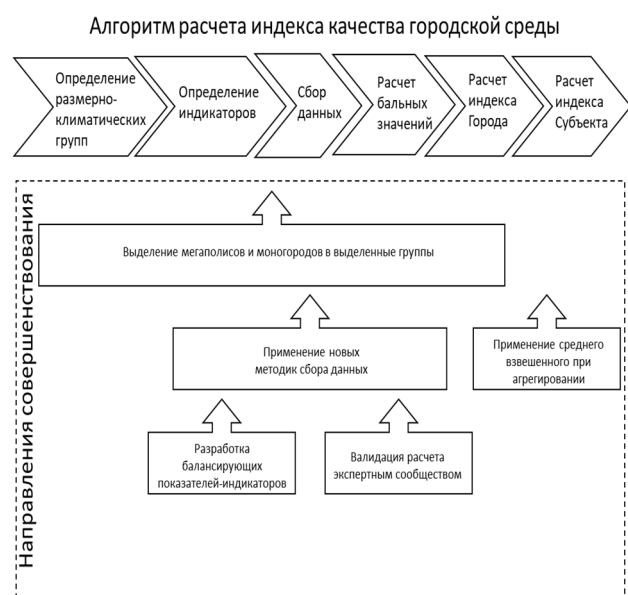 Алгоритм расчета индекса качества городской среды
Определение
размерно-
климатических
групп
Определение
индикаторов
Сбор
данных
Расчет
бальных
значений
Расчет
индекса
Города
Расчет
индекса
Субъекта
Направления совершенствования
Выделение мегаполисов и моногородов в выделенные группы
Применение новых
методик сбора данных
Применение среднего
взвешенного при
агрегировании
Разработка
балансирующих
показателей-индикаторов
Валидация расчета
экспертным сообществом